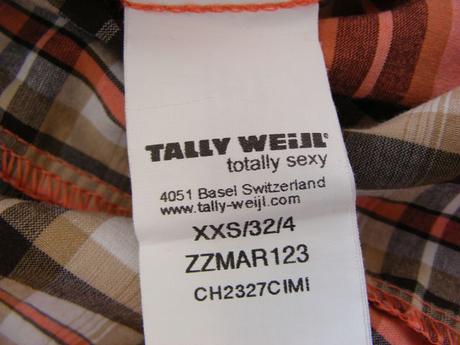 TALLY WEiJL®
totally sexy
4051 Basel Switzerland
www.tally-weijl.com
XXS/32/4
ZZMAR123
CH2327CIMI